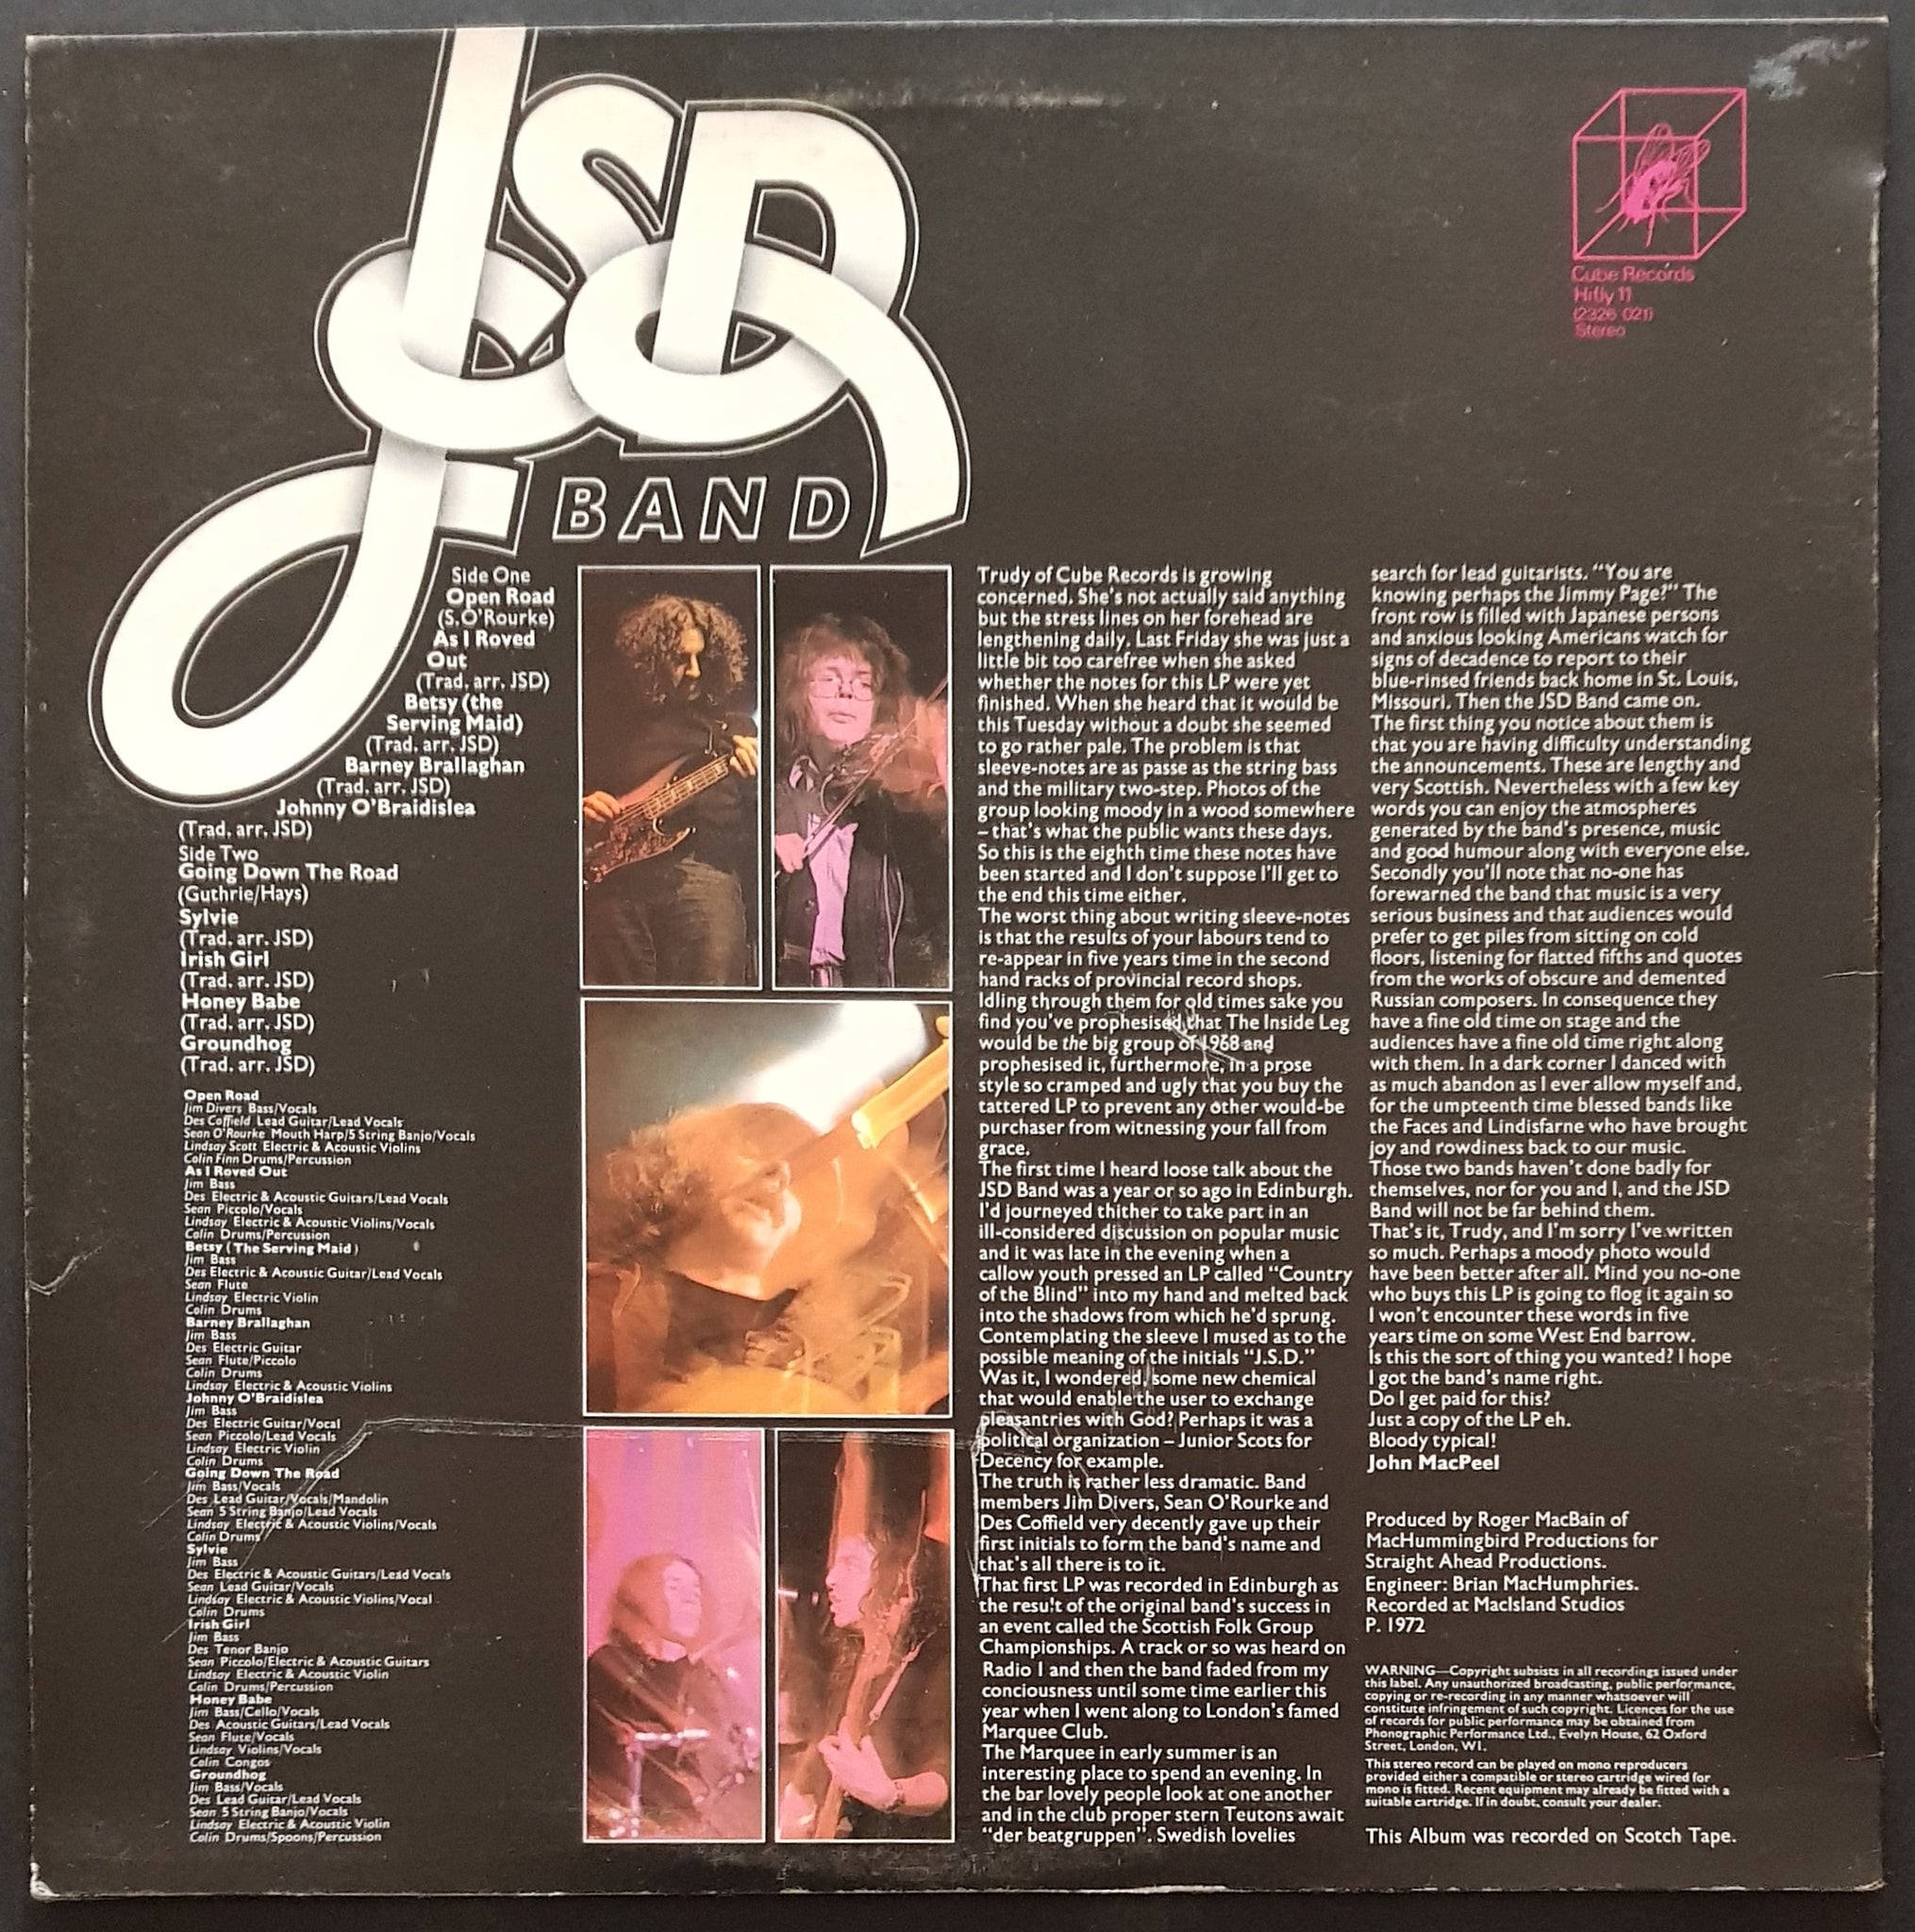 JSD
BAND
Cube Records
Hifly 11
(2326 021)
Stereo
Side One
Open Road
(S.O'Rourke)
As I Roved
Out
(Trad. arr. JSD)
Betsy (the
Serving Maid)
(Trad. arr. JSD)
Barney Brallaghan
(Trad. arr. JSD)
Johnny O'Braidislea
(Trad. arr. JSD)
Side Two
Going Down The Road
(Guthrie/Hays)
Sylvie
(Trad. arr. JSD)
Irish Girl
(Trad. arr. JSD)
Honey Babe
(Trad. arr. JSD)
Groundhog
(Trad. arr. JSD)
Open Road
Jim Divers Bass/Vocals
Des Coffield Lead Guitar/Lead Vocals
Sean O'Rourke Mouth Harp/5 String Banjo/Vocals
Lindsay Scott Electric & Acoustic Violins
Colin Finn Drums/Percussion
As I Roved Out
Jim Bass
Des Electric & Acoustic Guitars/Lead Vocals
Sean Piccolo/Vocals
Lindsay Electric & Acoustic Violins/Vocals
Colin Drums/Percussion
Betsy (The Serving Maid)
Jim Bass
Des Electric & Acoustic Guitar/Lead Vocals
Sean Flute
Lindsay Electric Violin
Colin Drums
Barney Brallaghan
Jim Bass
Des Electric Guitar
Sean Flute/Piccolo
Colin Drums
Lindsay Electric & Acoustic Violins
Johnny O'Braidislea
Jim Bass
Des Electric Guitar/Vocal
Sean Piccolo/Lead Vocals
Lindsay Electric Violin
Colin Drums
Going Down The Road
Jim Bass/Vocals
Des Lead Guitar/Vocals/Mandolin
Sean 5 String Banjo/Lead Vocals
Lindsay Electric & Acoustic Violins/Vocals
Colin Drums
Sylvie
Jim Bass
Des Electric & Acoustic Guitars/Lead Vocals
Sean Lead Guitar/Vocals
Lindsay Electric & Acoustic Violins/Vocal
Colin Drums
Irish Girl
Jim Bass
Des Tenor Banjo
Sean Piccolo/Electric & Acoustic Guitars
Lindsay Electric & Acoustic Violin
Colin Drums/Percussion
Honey Babe
Jim Bass/Cello/Vocals
Des Acoustic Guitars/Lead Vocals
Sean Flute/Vocals
Lindsay Violins/Vocals
Colin Congos
Groundhog
Jim Bass/Vocals
Des Lead Guitar/Lead Vocals
Sean 5 String Banjo/Vocals
Lindsay Electric & Acoustic Violin
Colin Drums/Spoons/Percussion
Trudy of Cube Records is growing
concerned. She's not actually said anything
but the stress lines on her forehead are
lengthening daily. Last Friday she was just a
little bit too carefree when she asked
whether the notes for this LP were yet
finished. When she heard that it would be
this Tuesday without a doubt she seemed
to go rather pale. The problem is that
sleeve-notes are as passe as the string bass
and the military two-step. Photos of the
group looking moody in a wood somewhere
– that's what the public wants these days.
So this is the eighth time these notes have
been started and I don't suppose I'll get to
the end this time either.
The worst thing about writing sleeve-notes
is that the results of your labours tend to
re-appear in five years time in the second
hand racks of provincial record shops.
Idling through them for old times sake you
find you've prophesised that The Inside Leg
would be the big group of 1968 and
prophesised it, furthermore, in a prose
style so cramped and ugly that you buy the
tattered LP to prevent any other would-be
purchaser from witnessing your fall from
grace.
The first time I heard loose talk about the
JSD Band was a year or so ago in Edinburgh.
I'd journeyed thither to take part in an
ill-considered discussion on popular music
and it was late in the evening when a
callow youth pressed an LP called "Country
of the Blind" into my hand and melted back
into the shadows from which he'd sprung.
Contemplating the sleeve I mused as to the
possible meaning of the initials "J.S.D."
Was it, I wondered, some new chemical
that would enable the user to exchange
pleasantries with God? Perhaps it was a
political organization – Junior Scots for
Decency for example.
The truth is rather less dramatic. Band
members Jim Divers, Sean O'Rourke and
Des Coffield very decently gave up their
first initials to form the band's name and
that's all there is to it.
That first LP was recorded in Edinburgh as
the result of the original band's success in
an event called the Scottish Folk Group
Championships. A track or so was heard on
Radio 1 and then the band faded from my
conciousness until some time earlier this
year when I went along to London's famed
Marquee Club.
The Marquee in early summer is an
interesting place to spend an evening. In
the bar lovely people look at one another
and in the club proper stern Teutons await
"der beatgruppen". Swedish lovelies
search for lead guitarists. "You are
knowing perhaps the Jimmy Page?" The
front row is filled with Japanese persons
and anxious looking Americans watch for
signs of decadence to report to their
blue-rinsed friends back home in St. Louis,
Missouri. Then the JSD Band came on.
The first thing you notice about them is
that you are having difficulty understanding
the announcements. These are lengthy and
very Scottish. Nevertheless with a few key
words you can enjoy the atmospheres
generated by the band's presence, music
and good humour along with everyone else.
Secondly you'll note that no-one has
forewarned the band that music is a very
serious business and that audiences would
prefer to get piles from sitting on cold
floors, listening for flatted fifths and quotes
from the works of obscure and demented
Russian composers. In consequence they
have a fine old time on stage and the
audiences have a fine old time right along
with them. In a dark corner I danced with
as much abandon as I ever allow myself and,
for the umpteenth time blessed bands like
the Faces and Lindisfarne who have brought
joy and rowdiness back to our music.
Those two bands haven't done badly for
themselves, nor for you and I, and the JSD
Band will not be far behind them.
That's it, Trudy, and I'm sorry I've written
so much. Perhaps a moody photo would
have been better after all. Mind you no-one
who buys this LP is going to flog it again so
I won't encounter these words in five
years time on some West End barrow.
Is this the sort of thing you wanted? I hope
I got the band's name right.
Do I get paid for this?
Just a copy of the LP eh.
Bloody typical!
John MacPeel
Produced by Roger MacBain of
MacHummingbird Productions for
Straight Ahead Productions.
Engineer: Brian MacHumphries.
Recorded at MacIsland Studios
P. 1972
WARNING—Copyright subsists in all recordings issued under
this label. Any unauthorized broadcasting, public performance,
copying or re-recording in any manner whatsoever will
constitute infringement of such copyright. Licences for the use
of records for public performance may be obtained from
Phonographic Performance Ltd., Evelyn House, 62 Oxford
Street, London, W1.
This stereo record can be played on mono reproducers
provided either a compatible or stereo cartridge wired for
mono is fitted. Recent equipment may already be fitted with a
suitable cartridge. If in doubt, consult your dealer.
This Album was recorded on Scotch Tape.